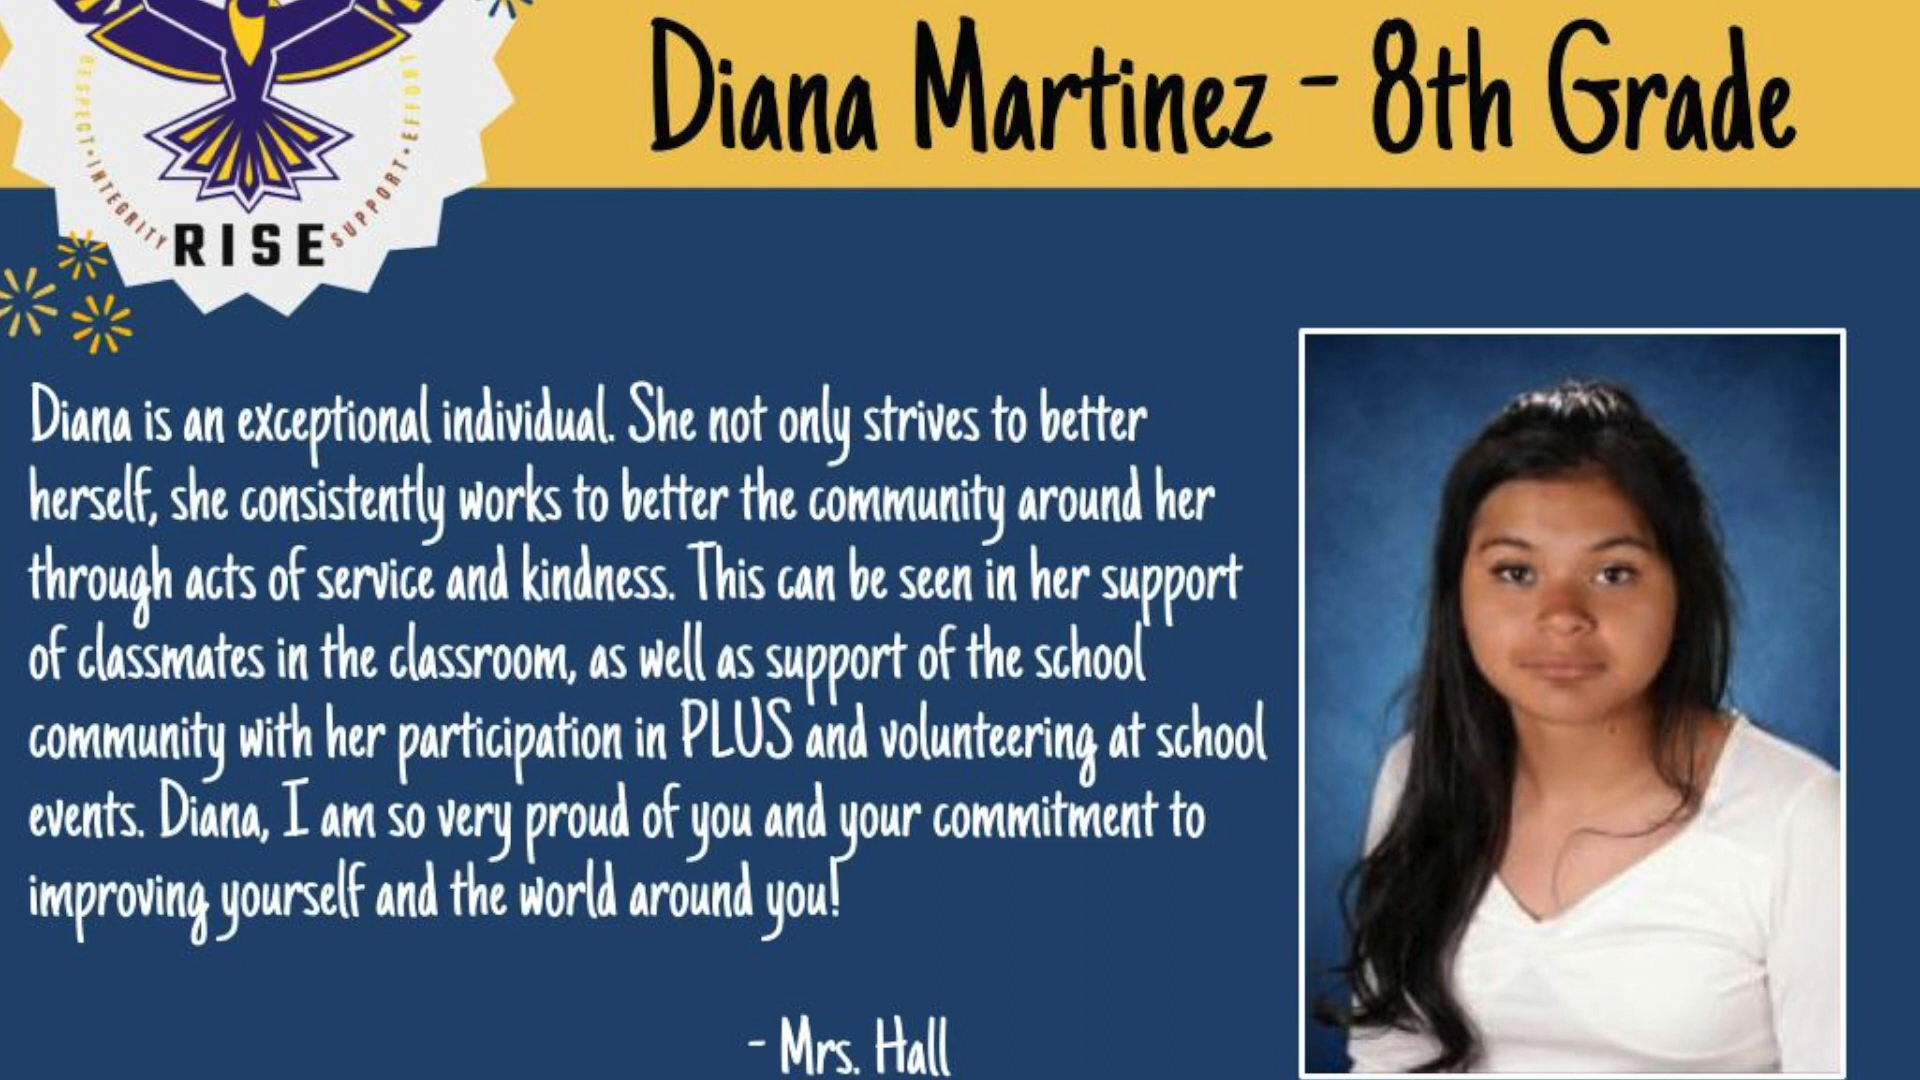 Diana Martinez - 8th Grade
RESPECT • INTEGRITY
SUPPORT • EFFORT
RISE
Diana is an exceptional individual. She not only strives to better
herself, she consistently works to better the community around her
through acts of service and kindness. This can be seen in her support
of classmates in the classroom, as well as support of the school
community with her participation in PLUS and volunteering at school
events. Diana, I am so very proud of you and your commitment to
improving yourself and the world around you!
- Mrs. Hall